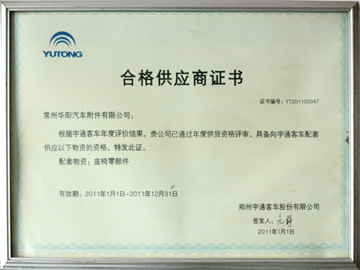 YUTONG
合格供应商证书
证书编号：YT201100047
常州华阳汽车附件有限公司：
根据宇通客车年度评价结果，贵公司已通过年度供货资格评审，具备向宇通客车配套
供应以下物资的资格，特发此证。
配套物资：座椅零部件
有效期：2011年1月1日~2011年12月31日
郑州宇通客车股份有限公司
签发人：
2011年1月1日